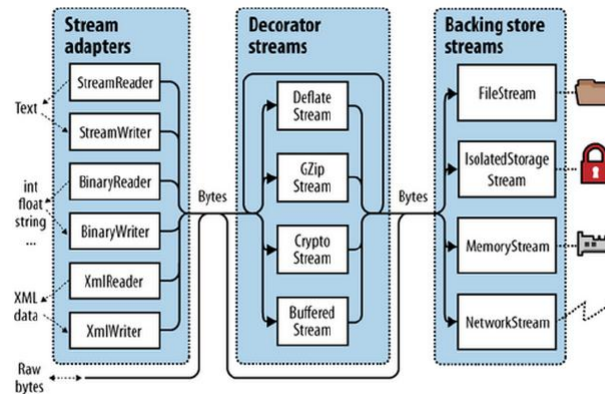 Stream
adapters
StreamReader
Text
StreamWriter
BinaryReader
int
float
string
...
BinaryWriter
XmlReader
XML
data
XmlWriter
Raw
bytes
Bytes
Decorator
streams
Deflate
Stream
GZip
Stream
Crypto
Stream
Buffered
Stream
Bytes
Backing store
streams
FileStream
IsolatedStorage
Stream
MemoryStream
NetworkStream